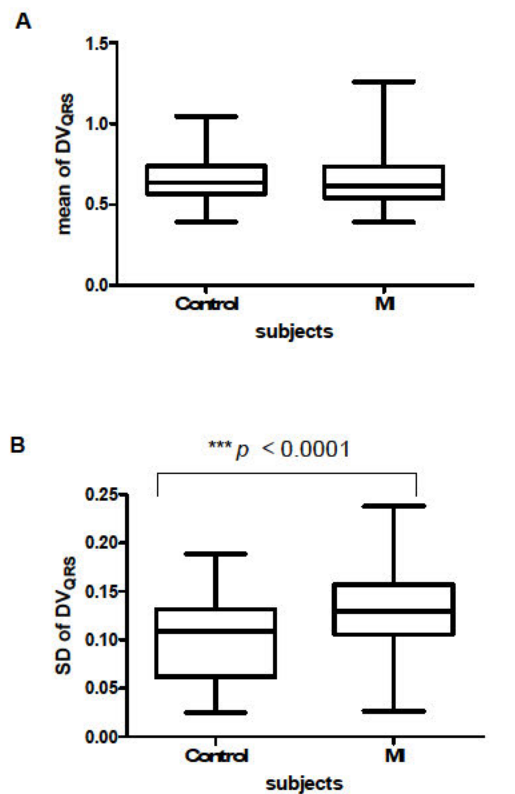 A
mean of DVQRS
1.5
1.0
0.5
0.0
Control MI
subjects
B
*** p < 0.0001
SD of DVQRS
0.25
0.20
0.15
0.10
0.05
0.00
Control MI
subjects